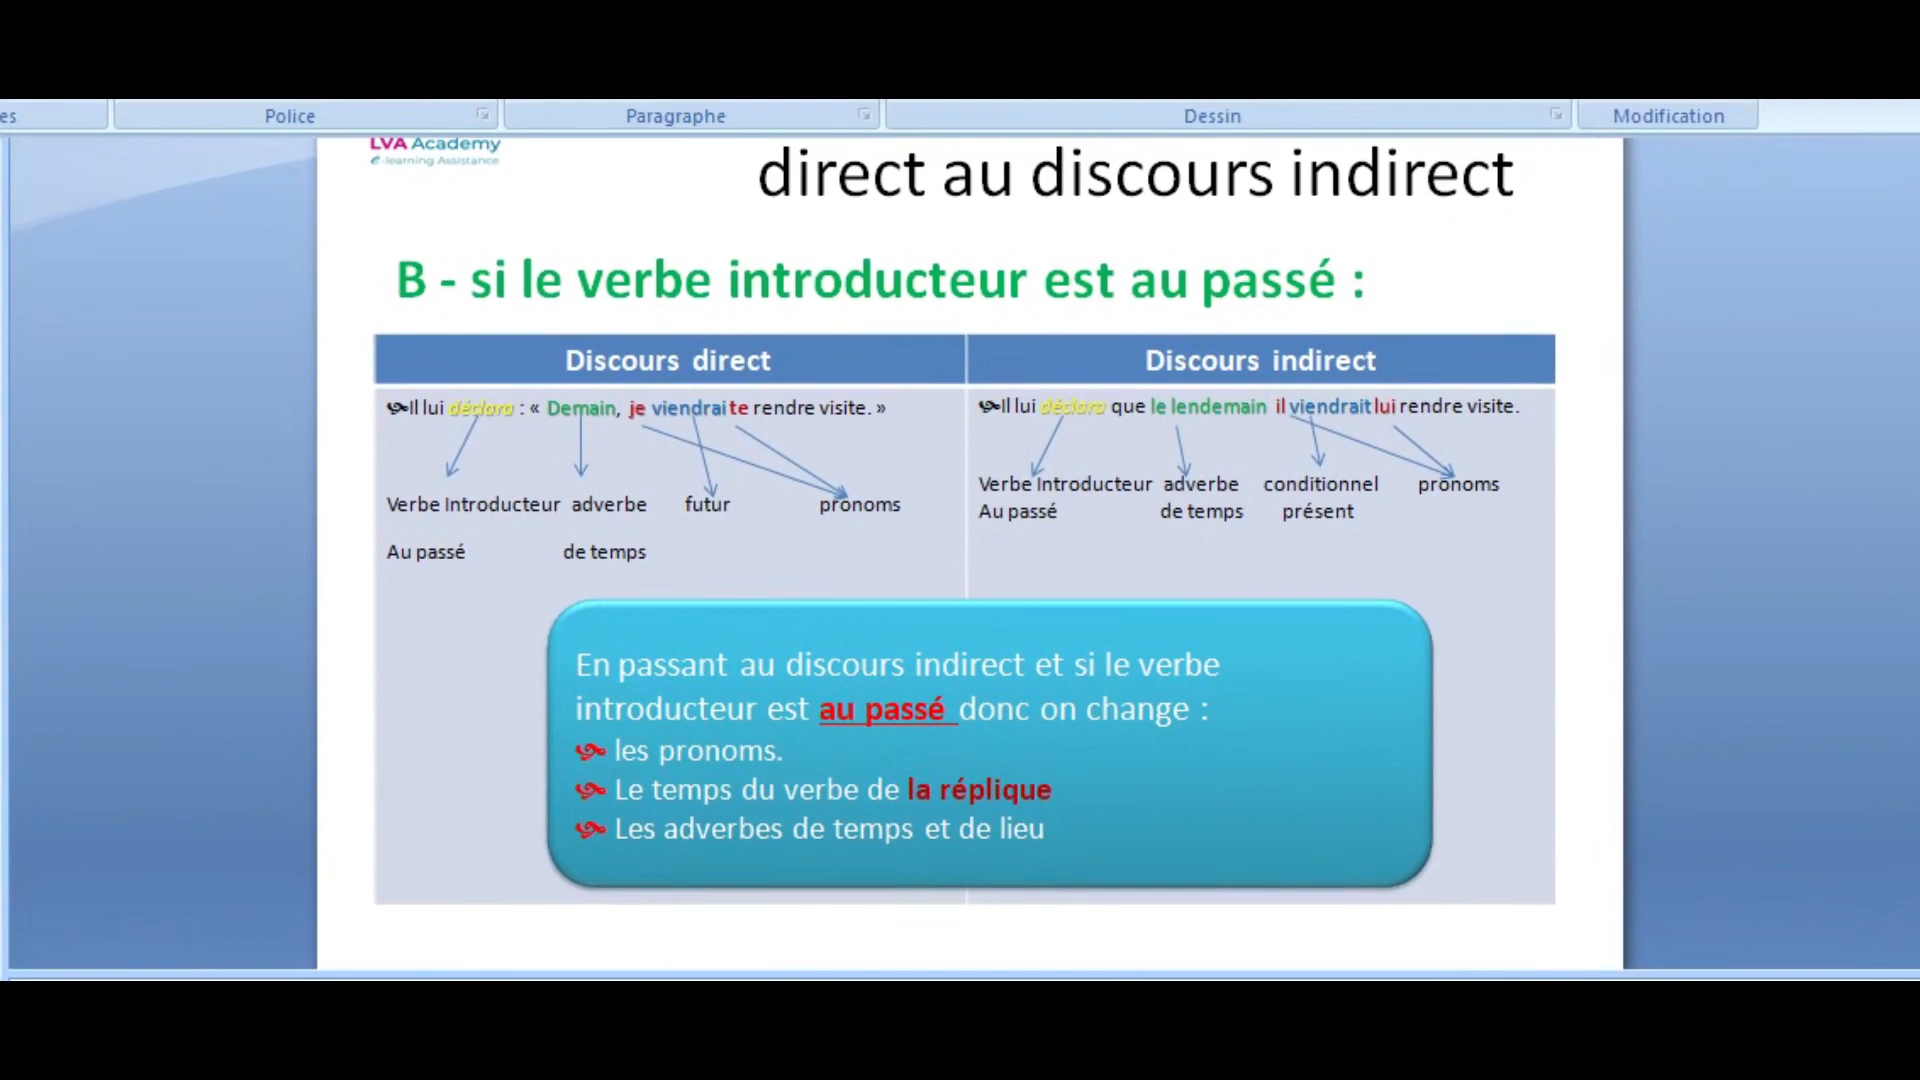 es
Police
Paragraphe
Dessin
Modification
LVA Academy
e-learning Assistance
direct au discours indirect
B - si le verbe introducteur est au passé :
Discours direct
Discours indirect
Il lui déclara : « Demain, je viendrai te rendre visite. »
Verbe Introducteur adverbe futur pronoms
Au passé de temps
Il lui déclara que le lendemain il viendrait lui rendre visite.
Verbe Introducteur adverbe conditionnel pronoms
Au passé de temps présent
En passant au discours indirect et si le verbe
introducteur est au passé donc on change :
les pronoms.
Le temps du verbe de la réplique
Les adverbes de temps et de lieu